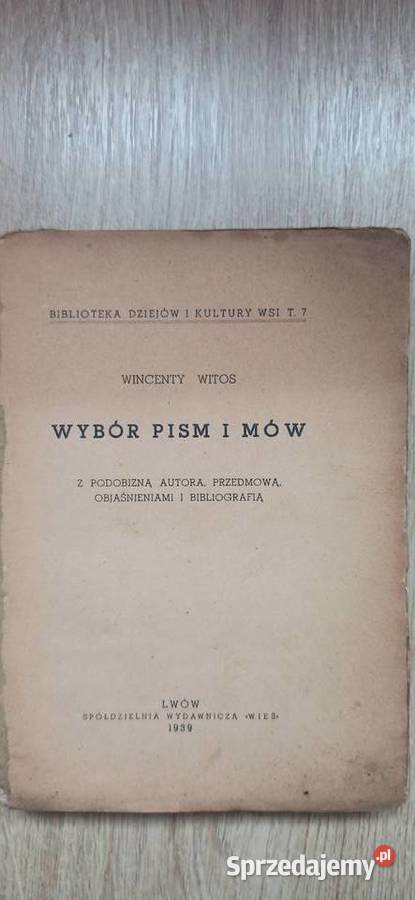 BIBLIOTEKA DZIEJÓW I KULTURY WSI T. 7
WINCENTY WITOS
WYBÓR PISM I MÓW
Z PODOBIZNĄ AUTORA, PRZEDMOWĄ,
OBJAŚNIENIAMI I BIBLIOGRAFIĄ
LWÓW
SPÓŁDZIELNIA WYDAWNICZA «WIEŚ»
1939
Sprzedajemy.pl